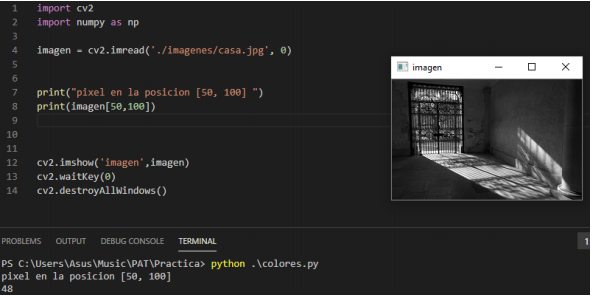 1 import cv2
2 import numpy as np
3
4 imagen = cv2.imread('./imagenes/casa.jpg', 0)
5
6
7 print("pixel en la posicion [50, 100] ")
8 print(imagen[50,100])
9
10
11
12 cv2.imshow('imagen',imagen)
13 cv2.waitKey(0)
14 cv2.destroyAllWindows()
imagen
PROBLEMS OUTPUT DEBUG CONSOLE TERMINAL 1
PS C:\Users\Asus\Music\PAT\Practica> python .\colores.py
pixel en la posicion [50, 100]
48